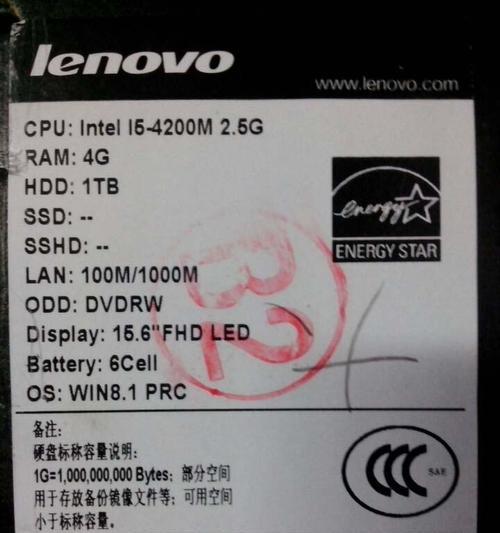 lenovo
www.lenovo.com
CPU: Intel I5-4200M 2.5G
RAM: 4G
HDD: 1TB
SSD: --
SSHD: --
LAN: 100M/1000M
ODD: DVDRW
Display: 15.6"FHD LED
Battery: 6Cell
OS: WIN8.1 PRC
energy
ENERGY STAR
B2
备注:
硬盘标称容量说明:
1G=1,000,000,000 Bytes; 部分空间
用于存放备份镜像文件等; 可用空间
小于标称容量。
CCC
S&E